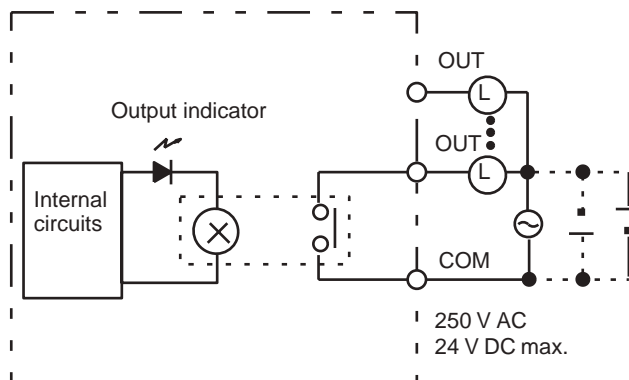 OUT
L
Output indicator
OUT
L
Internal
circuits
COM
250 V AC
24 V DC max.